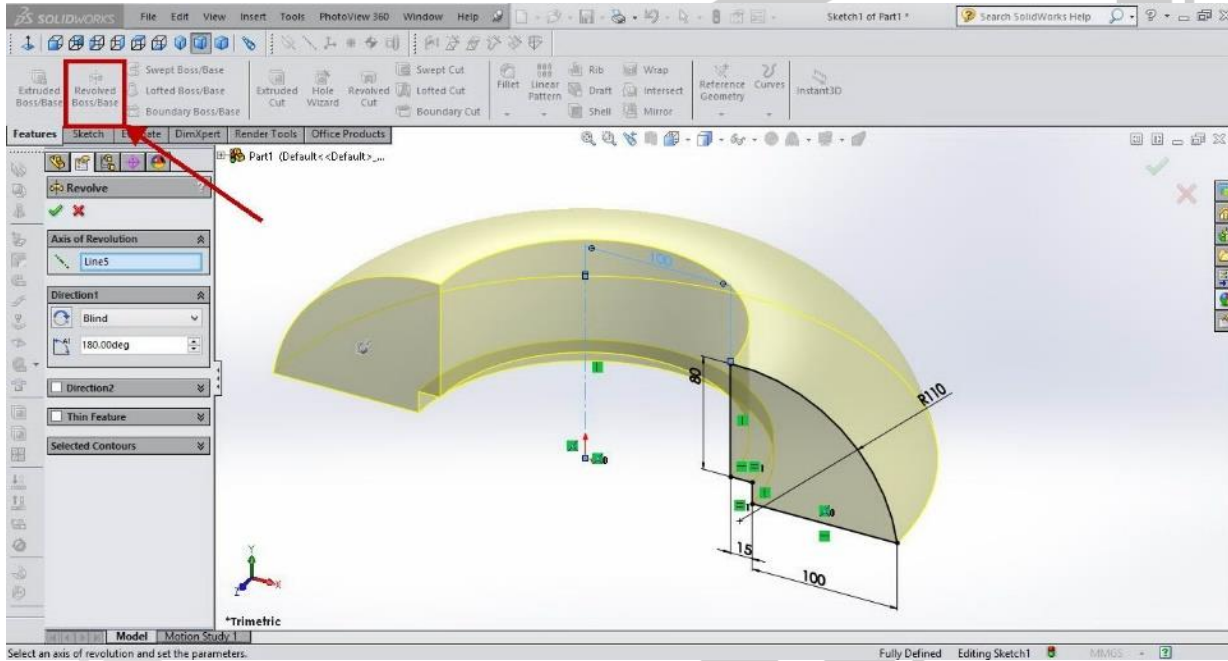 SOLIDWORKS File Edit View Insert Tools PhotoView 360 Window Help Sketch1 of Part1 * Search SolidWorks Help
Extruded Boss/Base
Revolved Boss/Base
Swept Boss/Base
Lofted Boss/Base
Boundary Boss/Base
Extruded Cut
Hole Wizard
Revolved Cut
Swept Cut
Lofted Cut
Boundary Cut
Fillet
Linear Pattern
Rib
Draft
Shell
Wrap
Intersect
Mirror
Reference Geometry
Curves
Instant3D
Features Sketch Evaluate DimXpert Render Tools Office Products
Part1 (Default<<Default>_...
Revolve ?
Axis of Revolution
Line5
Direction1
Blind
A1
180.00deg
Direction2
Thin Feature
Selected Contours
100
80
R110
15
100
Y
X
Z
*Trimetric
Model Motion Study 1
Select an axis of revolution and set the parameters. Fully Defined Editing Sketch1 MMGS